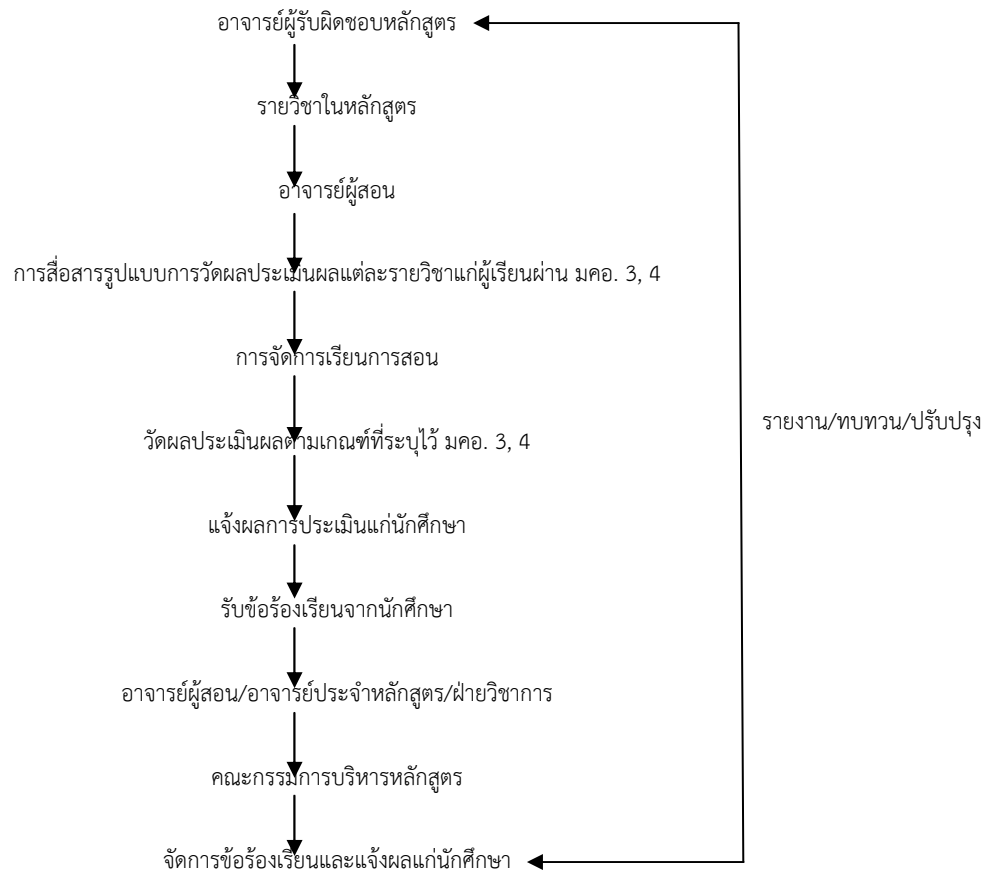 อาจารย์ผู้รับผิดชอบหลักสูตร
รายวิชาในหลักสูตร
อาจารย์ผู้สอน
การสื่อสารรูปแบบการวัดผลประเมินผลแต่ละรายวิชาแก่ผู้เรียนผ่าน มคอ. 3, 4
การจัดการเรียนการสอน
รายงาน/ทบทวน/ปรับปรุง
วัดผลประเมินผลตามเกณฑ์ที่ระบุไว้ มคอ. 3, 4
แจ้งผลการประเมินแก่นักศึกษา
รับข้อร้องเรียนจากนักศึกษา
อาจารย์ผู้สอน/อาจารย์ประจำหลักสูตร/ฝ่ายวิชาการ
คณะกรรมการบริหารหลักสูตร
จัดการข้อร้องเรียนและแจ้งผลแก่นักศึกษา